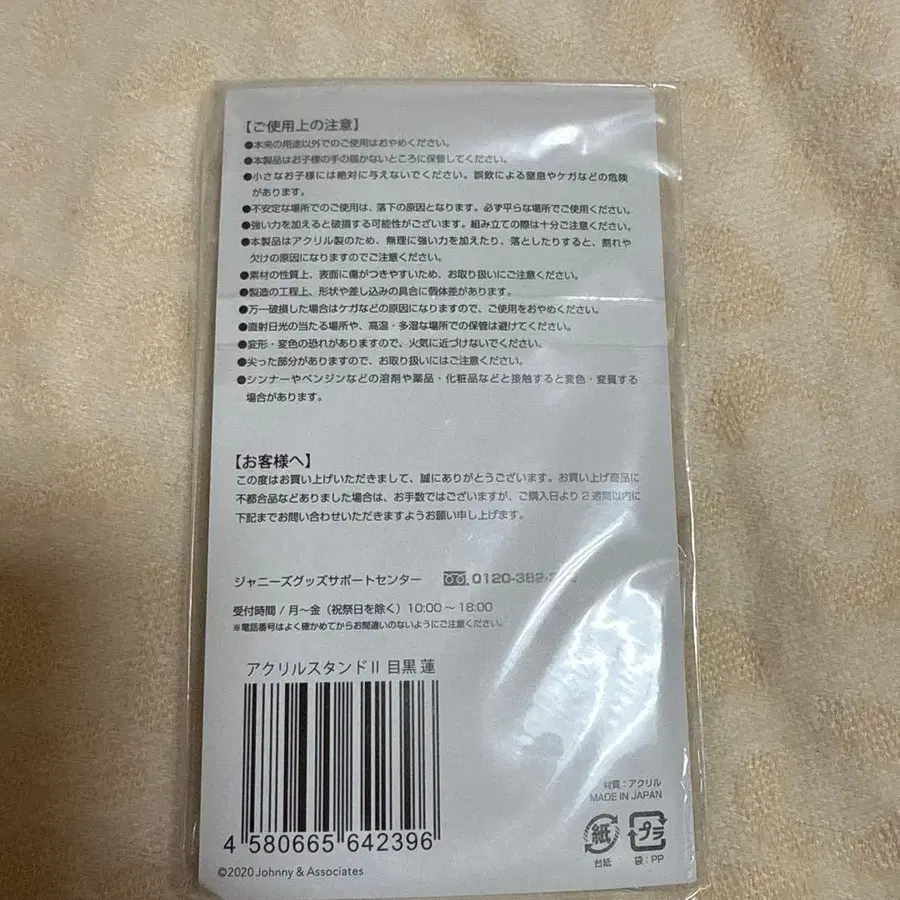 【ご使用上の注意】
●本来の用途以外でのご使用はおやめください。
●本製品はお子様の手の届かないところに保管してください。
●小さなお子様には絶対に与えないでください。誤飲による窒息やケガなどの危険
があります。
●不安定な場所でのご使用は、落下の原因となります。必ず平らな場所でご使用ください。
●強い力を加えると破損する可能性がございます。組み立ての際は十分ご注意ください。
●本製品はアクリル製のため、無理に強い力を加えたり、落としたりすると、割れや
欠けの原因になりますのでご注意ください。
●素材の性質上、表面に傷がつきやすいため、お取り扱いにご注意ください。
●製造の工程上、形状や差し込みの具合に個体差があります。
●万一破損した場合はケガなどの原因になりますので、ご使用をおやめください。
●直射日光の当たる場所や、高温・多湿な場所での保管は避けてください。
●変形・変色の恐れがありますので、火気に近づけないでください。
●尖った部分がありますので、お取り扱いにはご注意ください。
●シンナーやベンジンなどの溶剤や薬品・化粧品などと接触すると変色・変質する
場合があります。
【お客様へ】
この度はお買い上げいただきまして、誠にありがとうございます。お買い上げ商品に
不都合品などありました場合は、お手数ではございますが、ご購入日より2週間以内に
下記までお問い合わせいただきますようお願い申し上げます。
ジャニーズグッズサポートセンター 0120-389-
受付時間 / 月～金（祝祭日を除く）10:00～18:00
※電話番号はよく確かめてからお間違いのないようにご注意ください。
アクリルスタンドII 目黒 蓮
4 580665 642396
©2020 Johnny & Associates
材質：アクリル
MADE IN JAPAN
紙 プラ
台紙 袋：PP